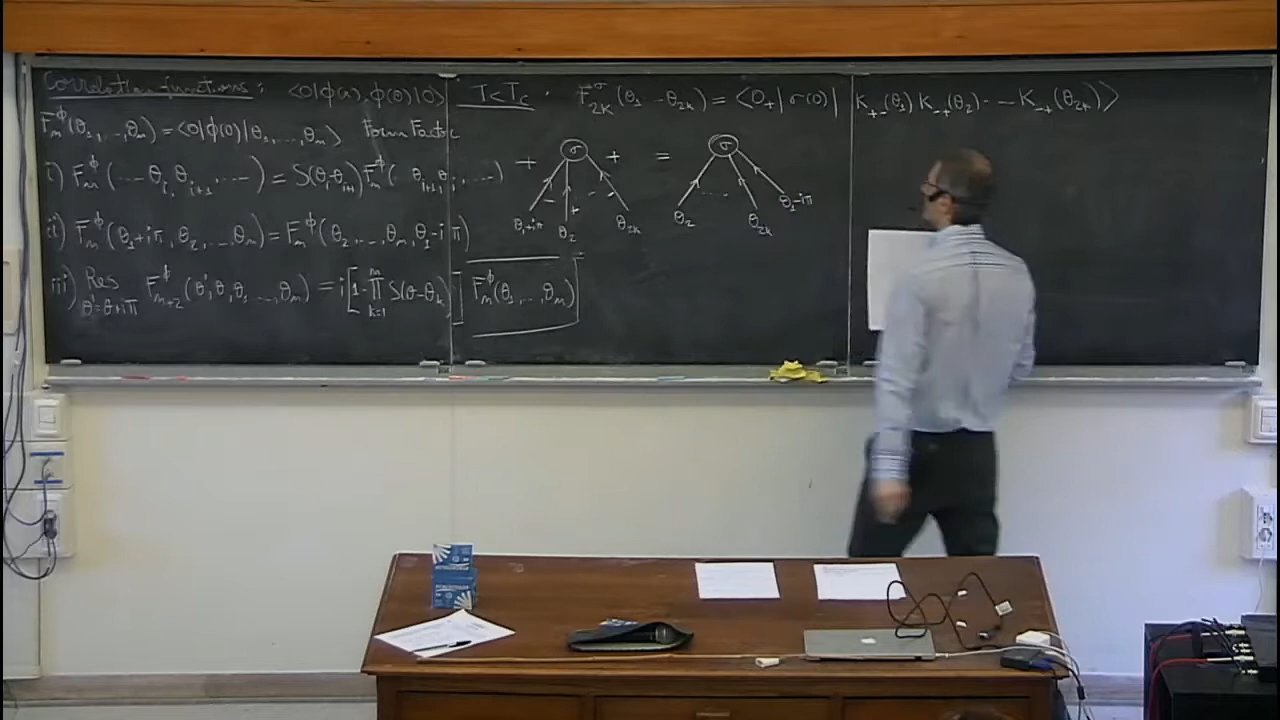 Correlation functions : ⟨0|ϕ(x), ϕ(0)|0⟩
F_m^ϕ(θ_1, ..., θ_m) = ⟨0|ϕ(0)|θ_1, ..., θ_m⟩ Form Factor
i) F_m^ϕ(...θ_i, θ_{i+1}, ...) = S(θ_i-θ_{i+1}) F_m^ϕ( θ_{i+1}, θ_i, ...)
ii) F_m^ϕ(θ_1+iπ, θ_2, ..., θ_m) = F_m^ϕ(θ_2, ..., θ_m, θ_1-iπ)
iii) Res_{θ'=θ+iπ} F_{m+2}^ϕ(θ', θ, θ_1, ..., θ_m) = i[1-∏_{k=1}^m S(θ-θ_k)] F_m^ϕ(θ_1, ..., θ_m)
T<T_c . F_{2k}^σ(θ_1 - θ_{2k}) = ⟨0_+|σ(0)| K_{+-}(θ_1) K_{-+}(θ_2) - - K_{-+}(θ_{2k})⟩
+ σ + = σ
- + θ_1+iπ θ_2 θ_{2k} θ_2 θ_{2k} θ_1-iπ